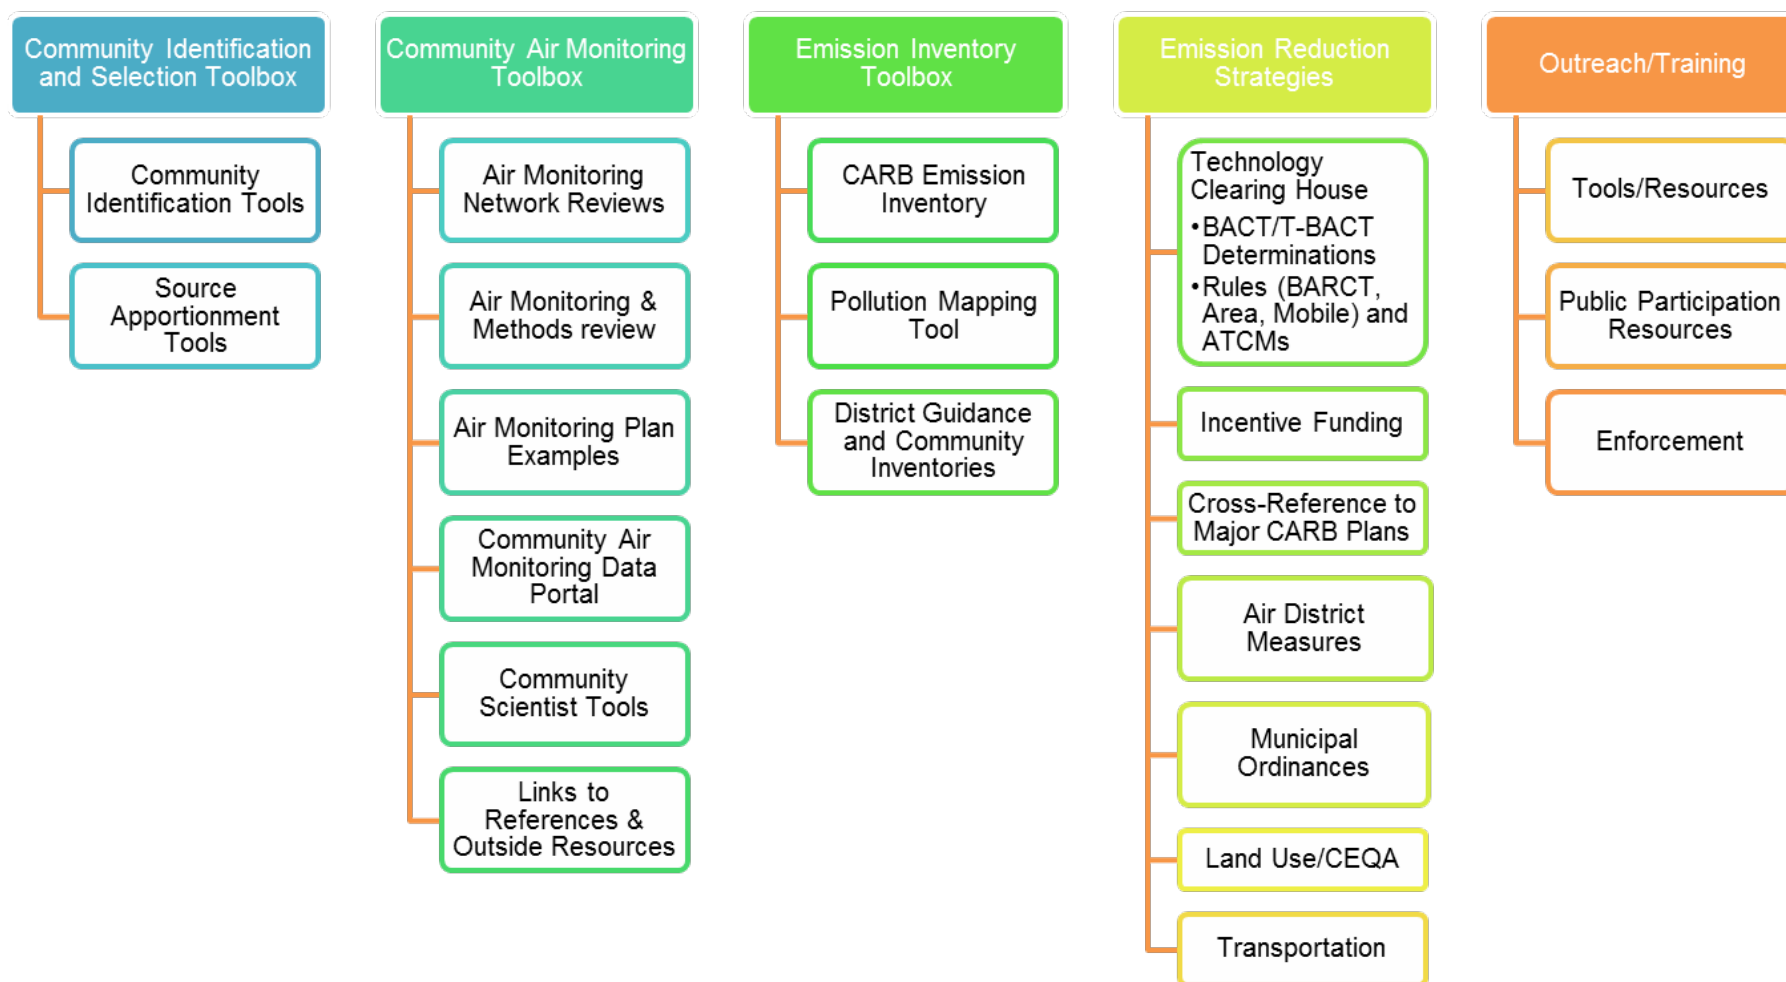 Community Identification
and Selection Toolbox
Community
Identification Tools
Source
Apportionment
Tools
Community Air Monitoring
Toolbox
Air Monitoring
Network Reviews
Air Monitoring &
Methods review
Air Monitoring Plan
Examples
Community Air
Monitoring Data
Portal
Community
Scientist Tools
Links to
References &
Outside Resources
Emission Inventory
Toolbox
CARB Emission
Inventory
Pollution Mapping
Tool
District Guidance
and Community
Inventories
Emission Reduction
Strategies
Technology
Clearing House
•BACT/T-BACT
Determinations
•Rules (BARCT,
Area, Mobile) and
ATCMs
Incentive Funding
Cross-Reference to
Major CARB Plans
Air District
Measures
Municipal
Ordinances
Land Use/CEQA
Transportation
Outreach/Training
Tools/Resources
Public Participation
Resources
Enforcement